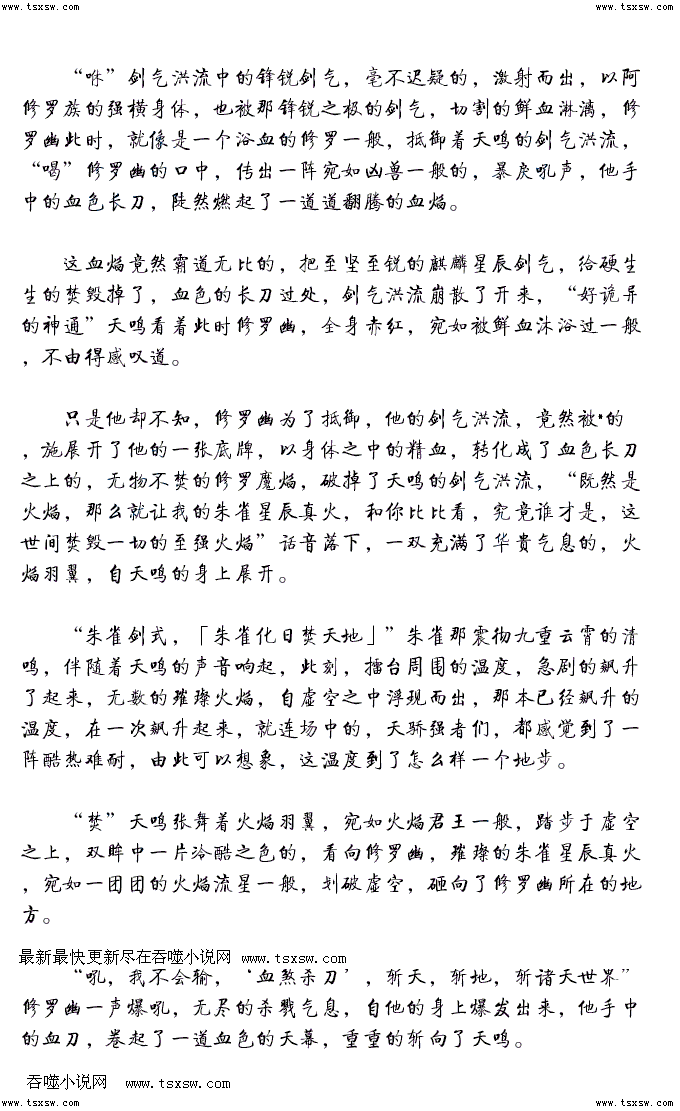 www.tsxsw.com www.tsxsw.com
“咻”剑气洪流中的锋锐剑气，毫不迟疑的，激射而出，以阿
修罗族的强横身体，也被那锋锐之极的剑气，切割的鲜血淋漓，修
罗幽此时，就像是一个浴血的修罗一般，抵御着天鸣的剑气洪流，
“喝”修罗幽的口中，传出一阵宛如凶兽一般的，暴戾吼声，他手
中的血色长刀，陡然燃起了一道道翻腾的血焰。
这血焰竟然霸道无比的，把至坚至锐的麒麟星辰剑气，给硬生
生的焚毁掉了，血色的长刀过处，剑气洪流崩散了开来，“好诡异
的神通”天鸣看着此时修罗幽，全身赤红，宛如被鲜血沐浴过一般
，不由得感叹道。
只是他却不知，修罗幽为了抵御，他的剑气洪流，竟然被*的
，施展开了他的一张底牌，以身体之中的精血，转化成了血色长刀
之上的，无物不焚的修罗魔焰，破掉了天鸣的剑气洪流，“既然是
火焰，那么就让我的朱雀星辰真火，和你比比看，究竟谁才是，这
世间焚毁一切的至强火焰”话音落下，一双充满了华贵气息的，火
焰羽翼，自天鸣的身上展开。
“朱雀剑式，「朱雀化日焚天地」”朱雀那震彻九重云霄的清
鸣，伴随着天鸣的声音响起，此刻，擂台周围的温度，急剧的飙升
了起来，无数的璀璨火焰，自虚空之中浮现而出，那本已经飙升的
温度，在一次飙升起来，就连场中的，天骄强者们，都感觉到了一
阵酷热难耐，由此可以想象，这温度到了怎么样一个地步。
“焚”天鸣张舞着火焰羽翼，宛如火焰君王一般，踏步于虚空
之上，双眸中一片冷酷之色的，看向修罗幽，璀璨的朱雀星辰真火
，宛如一团团的火焰流星一般，划破虚空，砸向了修罗幽所在的地
方。
最新最快更新尽在吞噬小说网 www.tsxsw.com
“吼，我不会输，‘血煞杀刀’，斩天，斩地，斩诸天世界”
修罗幽一声爆吼，无尽的杀戮气息，自他的身上爆发出来，他手中
的血刀，卷起了一道血色的天幕，重重的斩向了天鸣。
吞噬小说网 www.tsxsw.com
www.tsxsw.com www.tsxsw.com